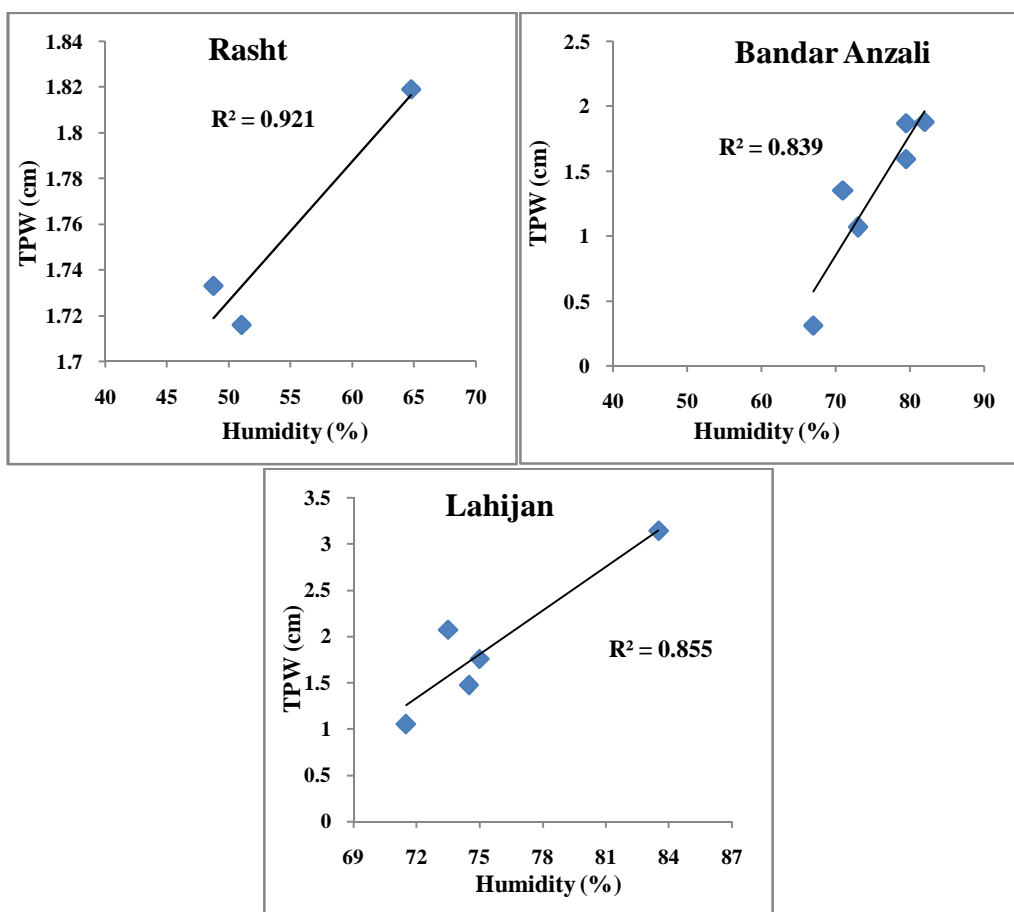 Rasht
R² = 0.921
TPW (cm)
1.84
1.82
1.8
1.78
1.76
1.74
1.72
1.7
40 45 50 55 60 65 70
Humidity (%)
Bandar Anzali
R² = 0.839
TPW (cm)
2.5
2
1.5
1
0.5
0
40 50 60 70 80 90
Humidity (%)
Lahijan
R² = 0.855
TPW (cm)
3.5
3
2.5
2
1.5
1
0.5
0
69 72 75 78 81 84 87
Humidity (%)